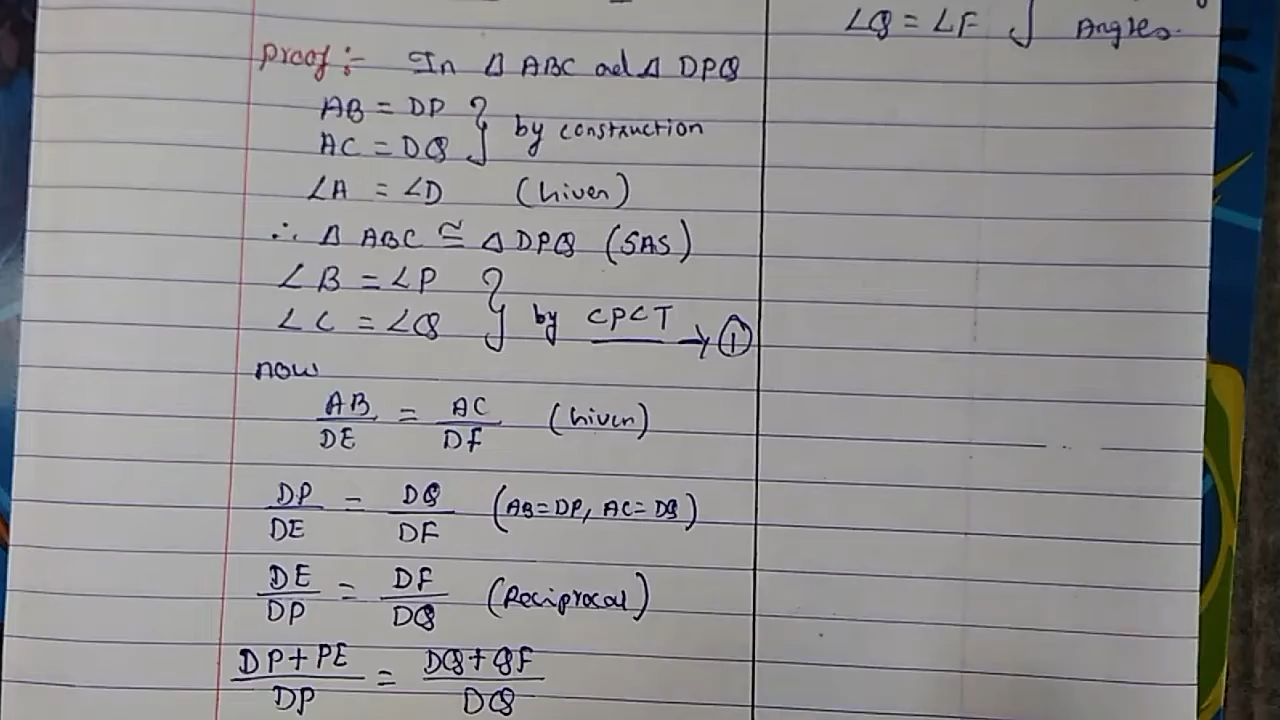 Proof :- In Δ ABC and Δ DPQ
AB = DP } by construction
AC = DQ
∠A = ∠D (Given)
∴ Δ ABC ≅ Δ DPQ (SAS)
∠B = ∠P } by CPCT → ①
∠C = ∠Q
now
AB/DE = AC/DF (Given)
DP/DE = DQ/DF (AB=DP, AC=DQ)
DE/DP = DF/DQ (Reciprocal)
DP+PE/DP = DQ+QF/DQ
∠Q = ∠F } Angles.